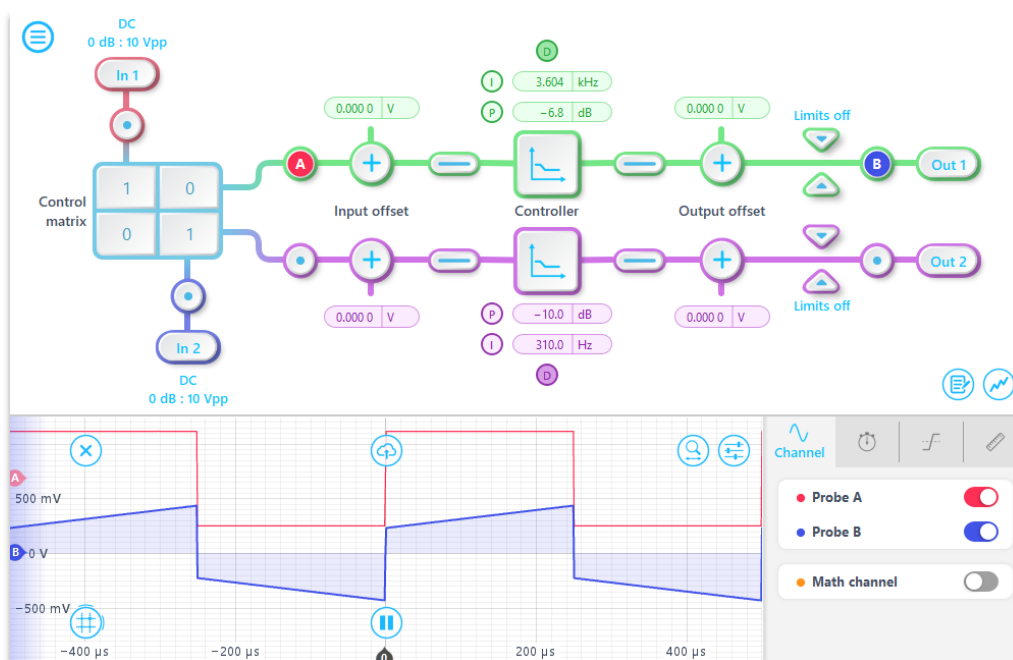 DC
0 dB : 10 Vpp
In 1
D
I 3.604 kHz
P −6.8 dB
0.000 0 V
0.000 0 V
Limits off
A
B
Out 1
1 0
0 1
Control
matrix
Input offset
Controller
Output offset
Out 2
0.000 0 V
0.000 0 V
Limits off
P −10.0 dB
I 310.0 Hz
D
In 2
DC
0 dB : 10 Vpp
A
500 mV
B 0 V
−500 mV
−400 µs
−200 µs
0
200 µs
400 µs
Channel
Probe A
Probe B
Math channel